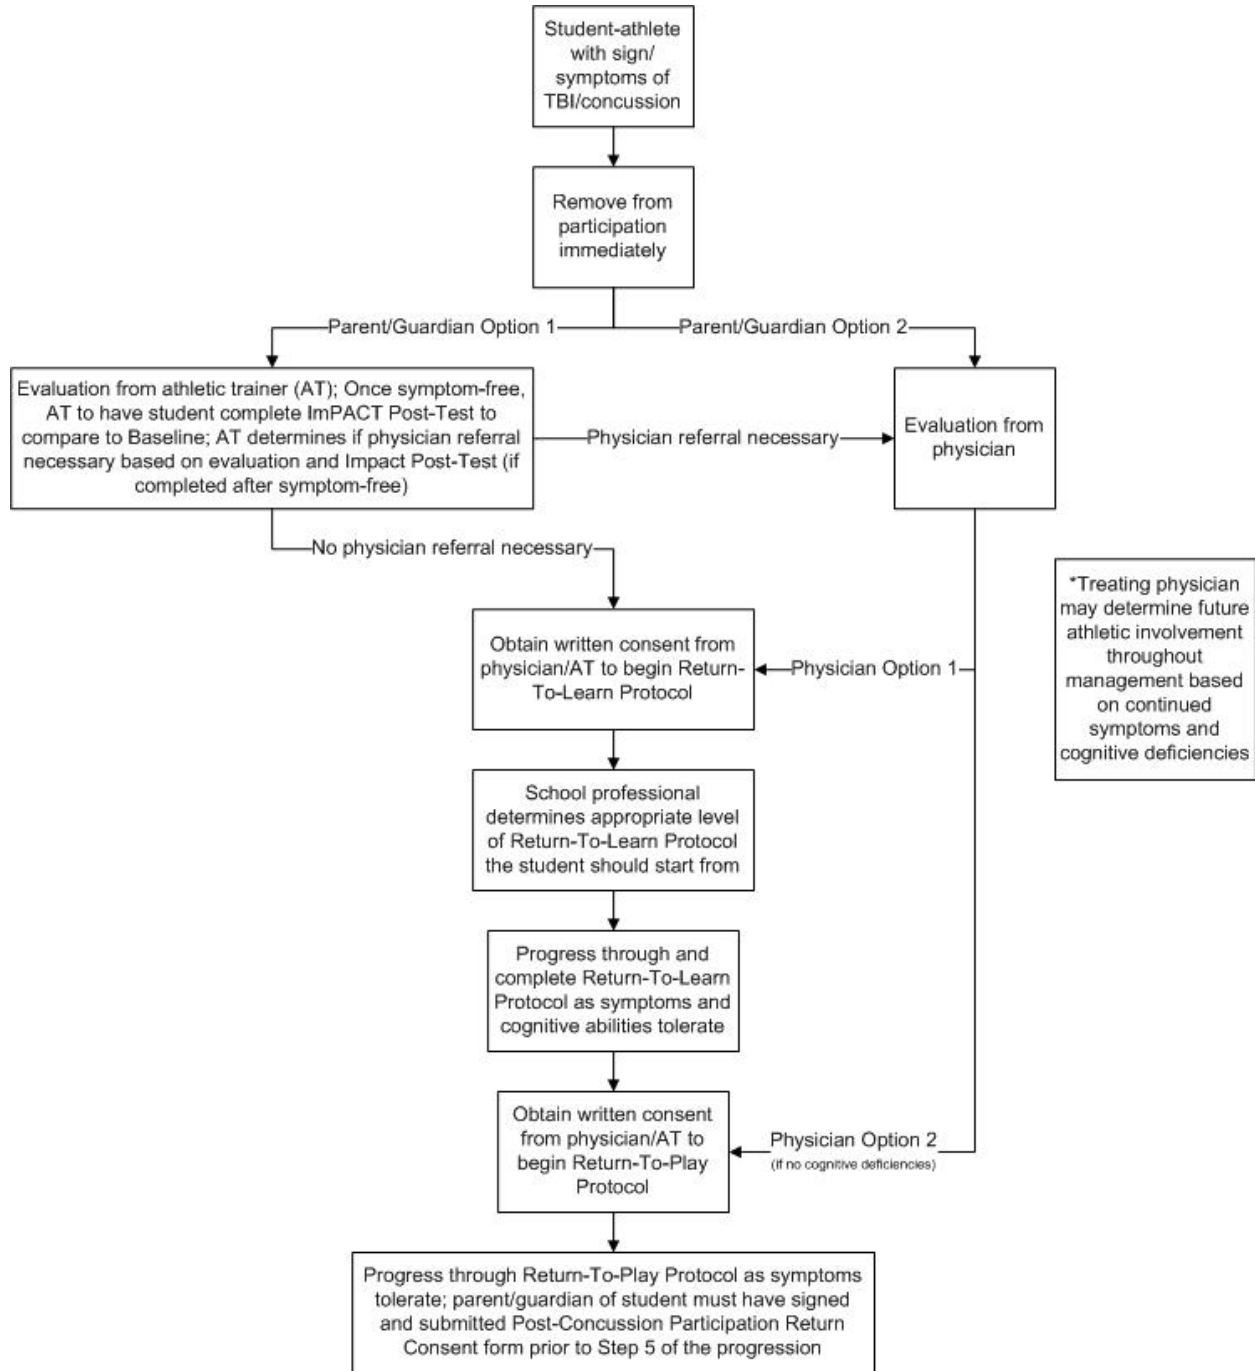 Student-athlete
with sign/
symptoms of
TBI/concussion
Remove from
participation
immediately
Parent/Guardian Option 1
Parent/Guardian Option 2
Evaluation from athletic trainer (AT); Once symptom-free,
AT to have student complete ImPACT Post-Test to
compare to Baseline; AT determines if physician referral
necessary based on evaluation and Impact Post-Test (if
completed after symptom-free)
Physician referral necessary
Evaluation from
physician
No physician referral necessary
*Treating physician
may determine future
athletic involvement
throughout
management based
on continued
symptoms and
cognitive deficiencies
Obtain written consent from
physician/AT to begin Return-
To-Learn Protocol
Physician Option 1
School professional
determines appropriate level
of Return-To-Learn Protocol
the student should start from
Progress through and
complete Return-To-Learn
Protocol as symptoms and
cognitive abilities tolerate
Obtain written consent
from physician/AT to
begin Return-To-Play
Protocol
Physician Option 2
(if no cognitive deficiencies)
Progress through Return-To-Play Protocol as symptoms
tolerate; parent/guardian of student must have signed
and submitted Post-Concussion Participation Return
Consent form prior to Step 5 of the progression